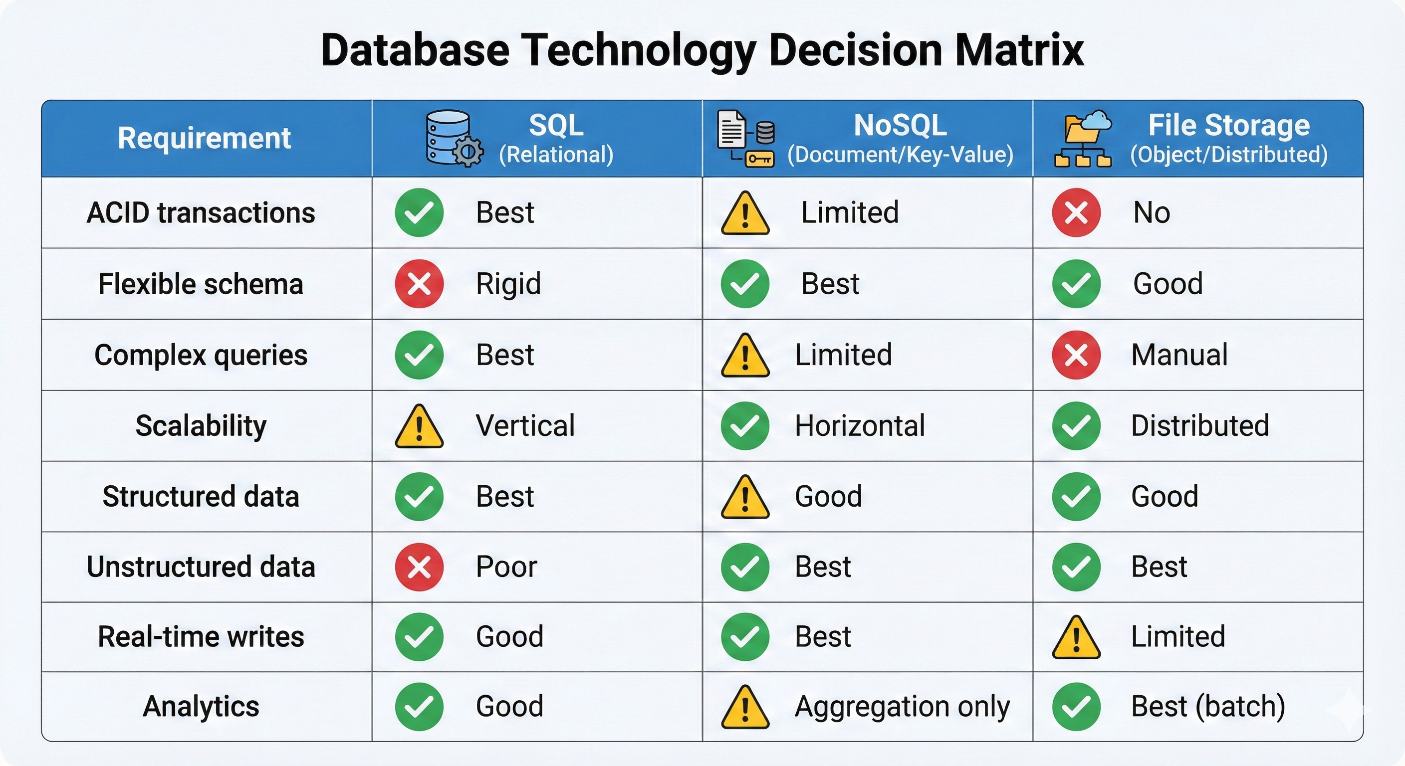 Database Technology Decision Matrix
Requirement
SQL
(Relational)
NoSQL
(Document/Key-Value)
File Storage
(Object/Distributed)
ACID transactions
Best
Limited
No
Flexible schema
Rigid
Best
Good
Complex queries
Best
Limited
Manual
Scalability
Vertical
Horizontal
Distributed
Structured data
Best
Good
Good
Unstructured data
Poor
Best
Best
Real-time writes
Good
Best
Limited
Analytics
Good
Aggregation only
Best (batch)